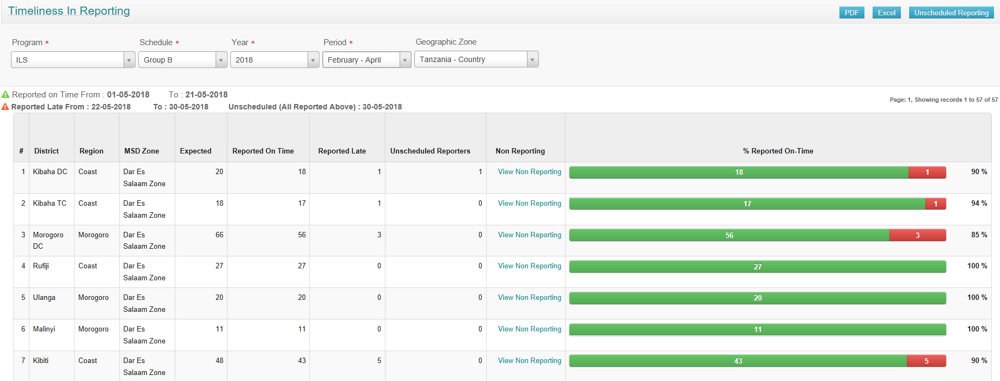 Timeliness In Reporting
PDF Excel Unscheduled Reporting
Program * Schedule * Year * Period * Geographic Zone
ILS Group B 2018 February - April Tanzania - Country
Reported on Time From : 01-05-2018 To : 21-05-2018
Page: 1, Showing records 1 to 57 of 57
Reported Late From : 22-05-2018 To : 30-05-2018 Unscheduled (All Reported Above) : 30-05-2018
# District Region MSD Zone Expected Reported On Time Reported Late Unscheduled Reporters Non Reporting % Reported On-Time
1 Kibaha DC Coast Dar Es 20 18 1 1 View Non Reporting 18 1 90 %
Salaam Zone
2 Kibaha TC Coast Dar Es 18 17 1 0 View Non Reporting 17 1 94 %
Salaam Zone
3 Morogoro Morogoro Dar Es 66 56 3 0 View Non Reporting 56 3 85 %
DC Salaam Zone
4 Rufiji Coast Dar Es 27 27 0 0 View Non Reporting 27 100 %
Salaam Zone
5 Ulanga Morogoro Dar Es 20 20 0 0 View Non Reporting 20 100 %
Salaam Zone
6 Malinyi Morogoro Dar Es 11 11 0 0 View Non Reporting 11 100 %
Salaam Zone
7 Kibiti Coast Dar Es 48 43 5 0 View Non Reporting 43 5 90 %
Salaam Zone